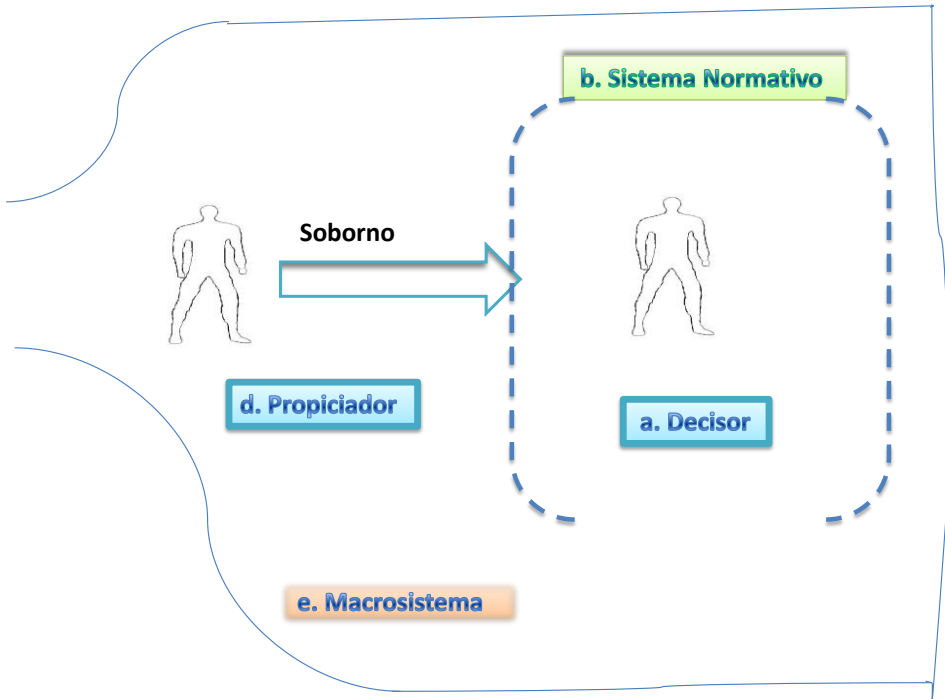 b. Sistema Normativo
Soborno
d. Propiciador
a. Decisor
e. Macrosistema